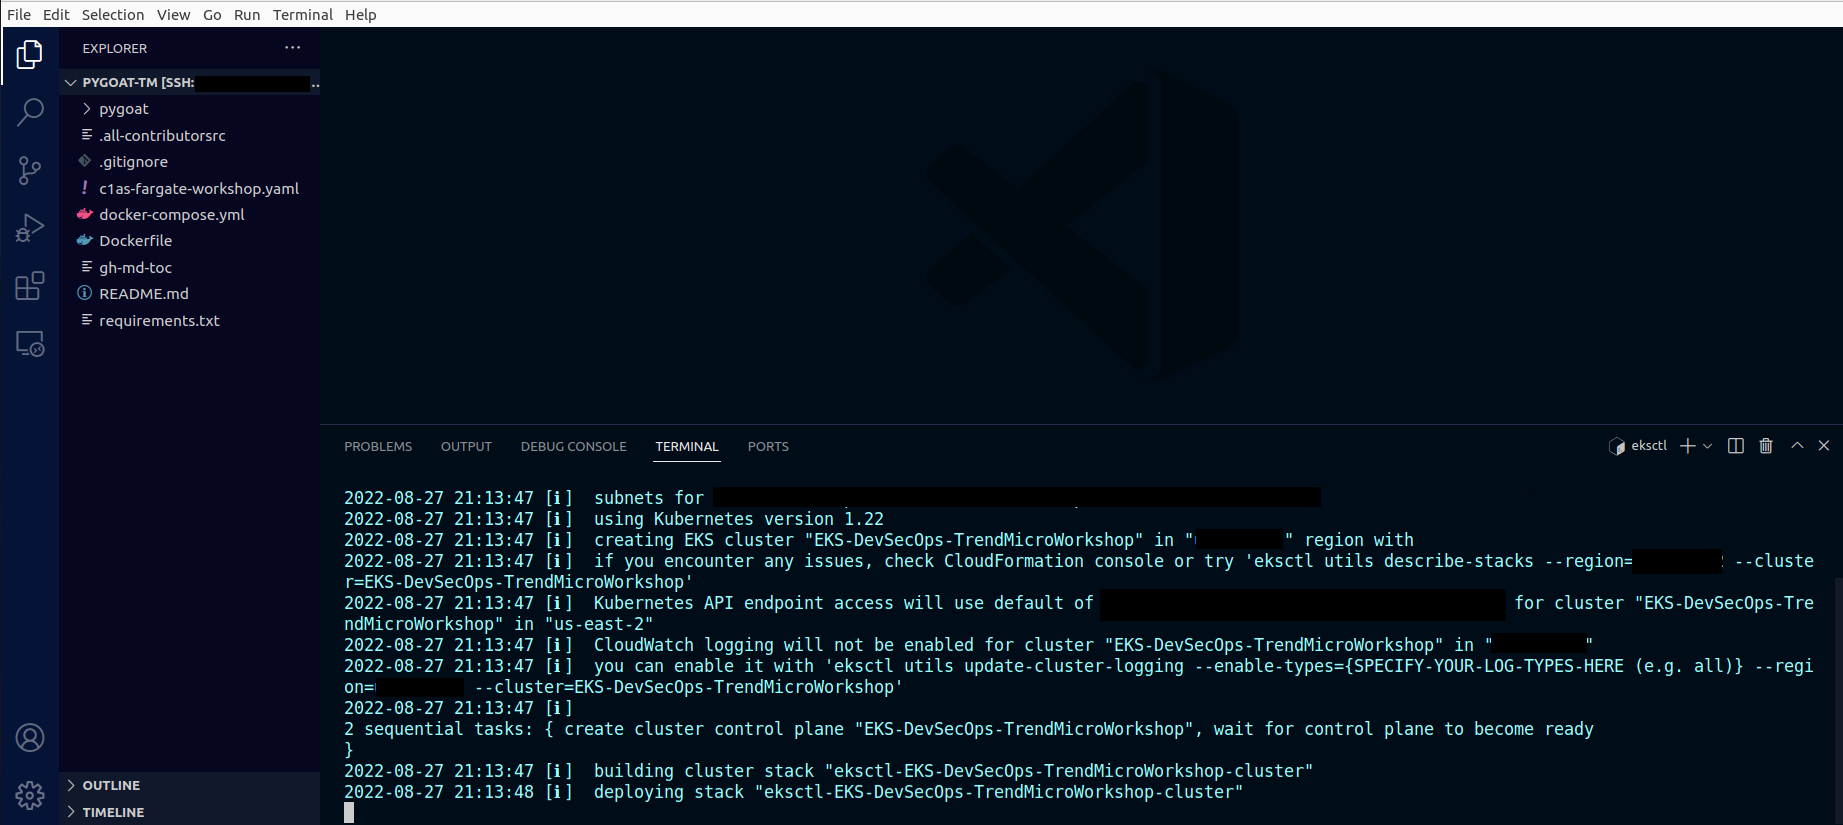 File Edit Selection View Go Run Terminal Help
EXPLORER ···
PYGOAT-TM [SSH: ..
pygoat
.all-contributorsrc
.gitignore
! c1as-fargate-workshop.yaml
docker-compose.yml
Dockerfile
gh-md-toc
README.md
requirements.txt
OUTLINE
TIMELINE
PROBLEMS OUTPUT DEBUG CONSOLE TERMINAL PORTS eksctl
2022-08-27 21:13:47 [ℹ]  subnets for
2022-08-27 21:13:47 [ℹ]  using Kubernetes version 1.22
2022-08-27 21:13:47 [ℹ]  creating EKS cluster "EKS-DevSecOps-TrendMicroWorkshop" in " " region with
2022-08-27 21:13:47 [ℹ]  if you encounter any issues, check CloudFormation console or try 'eksctl utils describe-stacks --region= --cluste
r=EKS-DevSecOps-TrendMicroWorkshop'
2022-08-27 21:13:47 [ℹ]  Kubernetes API endpoint access will use default of for cluster "EKS-DevSecOps-Tre
ndMicroWorkshop" in "us-east-2"
2022-08-27 21:13:47 [ℹ]  CloudWatch logging will not be enabled for cluster "EKS-DevSecOps-TrendMicroWorkshop" in " "
2022-08-27 21:13:47 [ℹ]  you can enable it with 'eksctl utils update-cluster-logging --enable-types={SPECIFY-YOUR-LOG-TYPES-HERE (e.g. all)} --regi
on= --cluster=EKS-DevSecOps-TrendMicroWorkshop'
2022-08-27 21:13:47 [ℹ]
2 sequential tasks: { create cluster control plane "EKS-DevSecOps-TrendMicroWorkshop", wait for control plane to become ready
}
2022-08-27 21:13:47 [ℹ]  building cluster stack "eksctl-EKS-DevSecOps-TrendMicroWorkshop-cluster"
2022-08-27 21:13:48 [ℹ]  deploying stack "eksctl-EKS-DevSecOps-TrendMicroWorkshop-cluster"